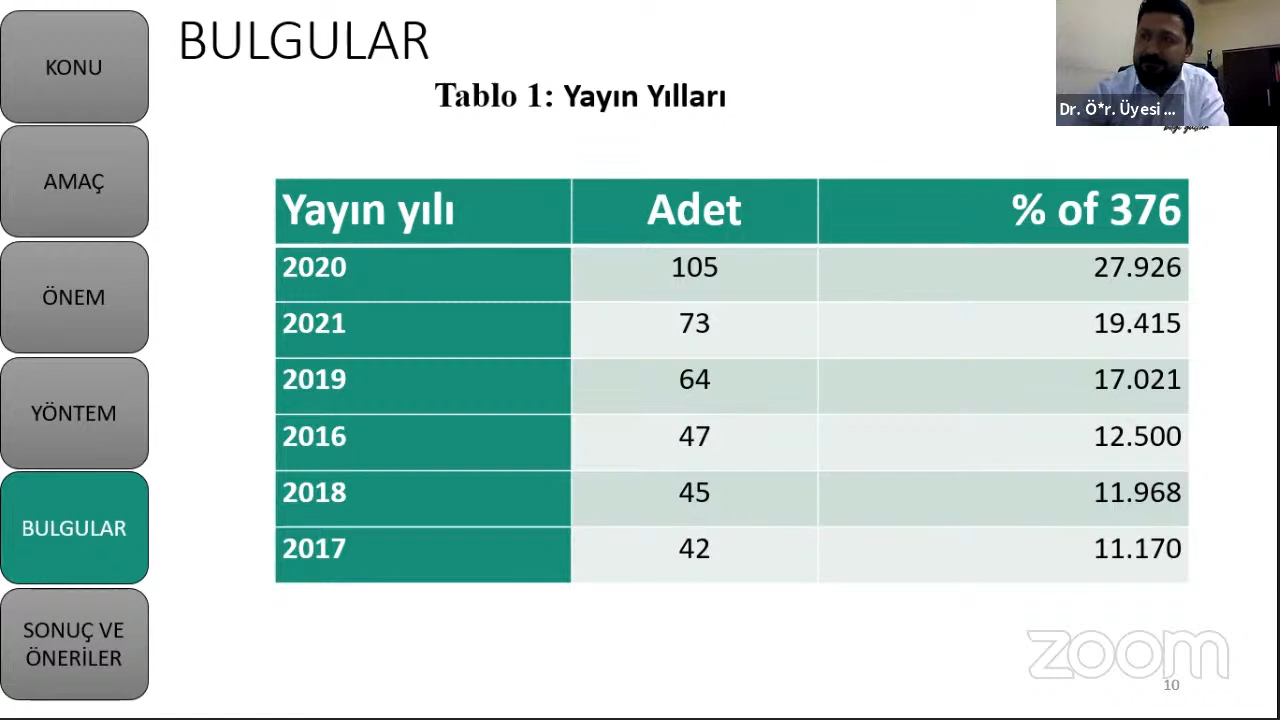 BULGULAR
Tablo 1: Yayın Yılları
KONU
AMAÇ
ÖNEM
YÖNTEM
BULGULAR
SONUÇ VE
ÖNERİLER
Dr. Ö*r. Üyesi ...
Yayın yılı Adet % of 376
2020 105 27.926
2021 73 19.415
2019 64 17.021
2016 47 12.500
2018 45 11.968
2017 42 11.170
zoom
10